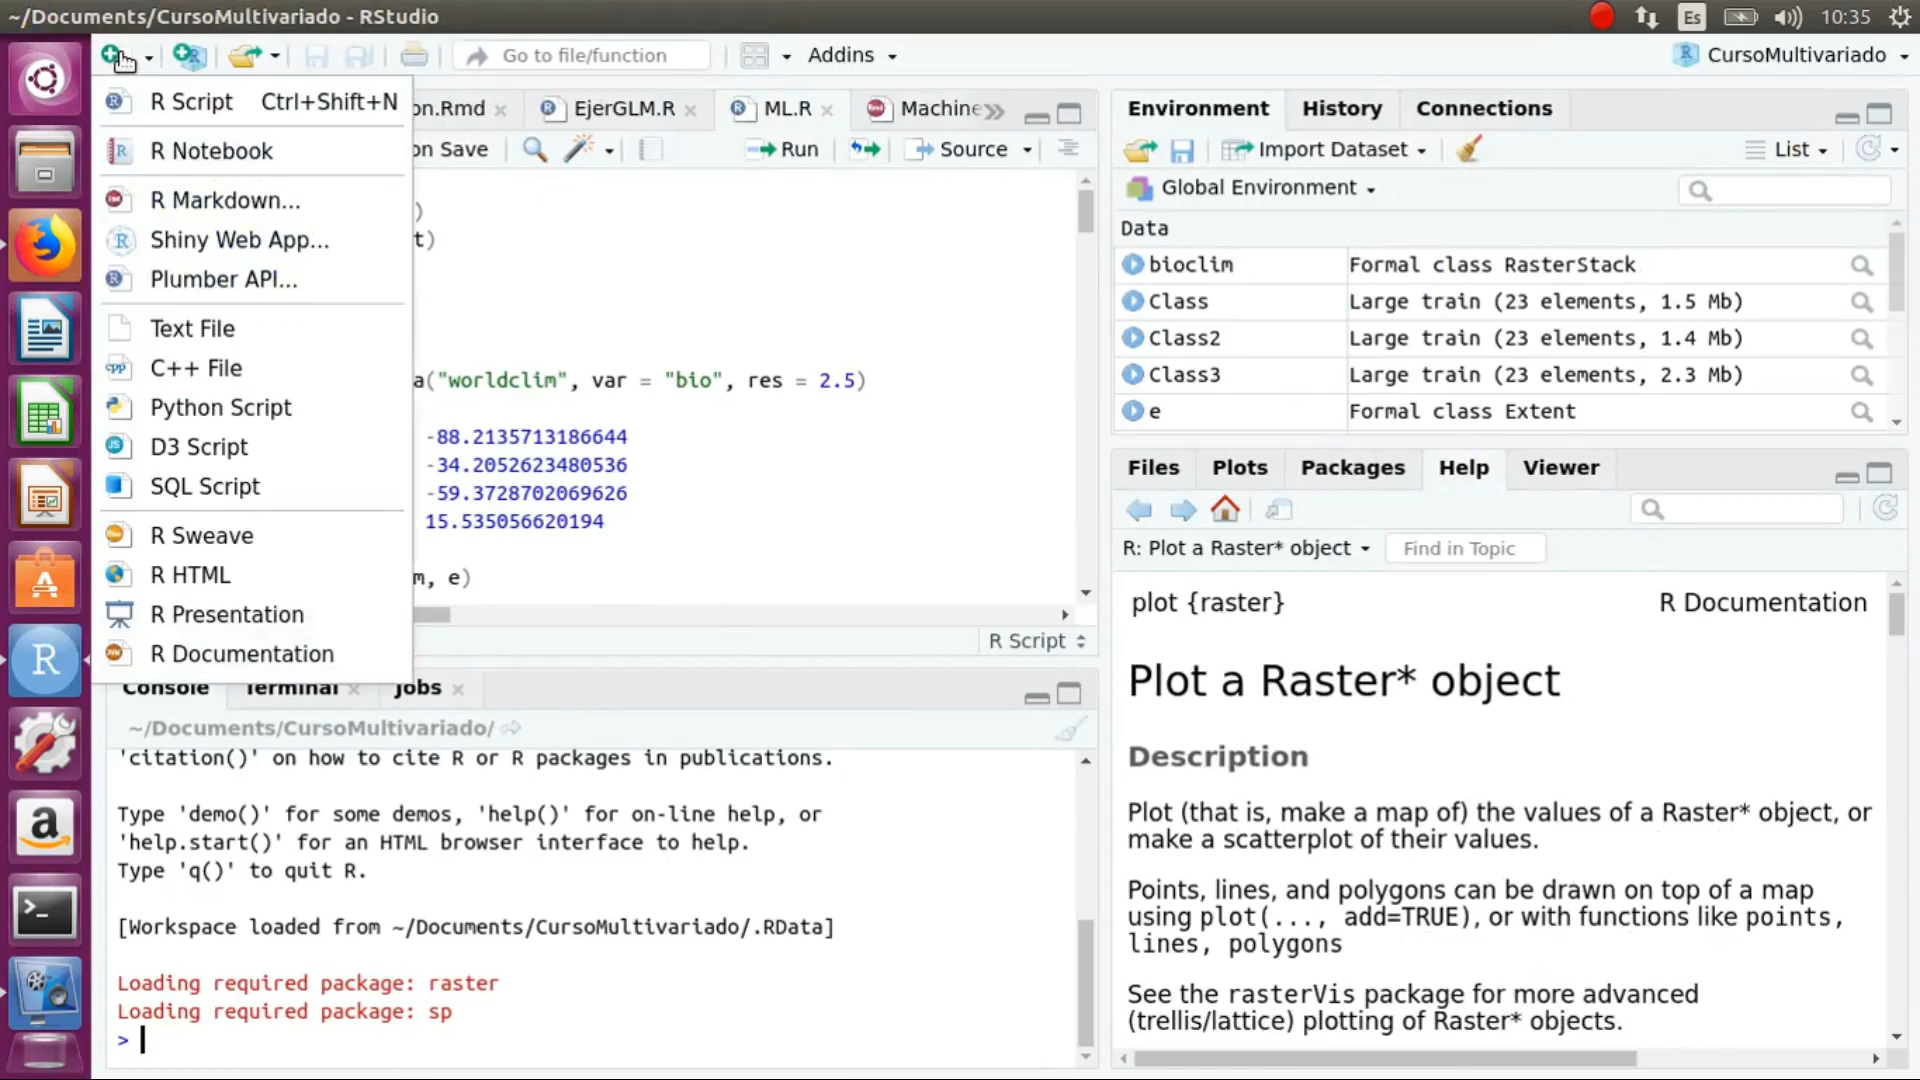 ~/Documents/CursoMultivariado - RStudio
Es
10:35
Go to file/function
Addins
CursoMultivariado
R Script Ctrl+Shift+N
R Notebook
R Markdown...
Shiny Web App...
Plumber API...
Text File
C++ File
Python Script
D3 Script
SQL Script
R Sweave
R HTML
R Presentation
R Documentation
on.Rmd
EjerGLM.R
ML.R
Machine
on Save
Run
Source
)
t)
a("worldclim", var = "bio", res = 2.5)
-88.2135713186644
-34.2052623480536
-59.3728702069626
15.535056620194
m, e)
R Script
Console
Terminal
Jobs
~/Documents/CursoMultivariado/
'citation()' on how to cite R or R packages in publications.
Type 'demo()' for some demos, 'help()' for on-line help, or
'help.start()' for an HTML browser interface to help.
Type 'q()' to quit R.
[Workspace loaded from ~/Documents/CursoMultivariado/.RData]
Loading required package: raster
Loading required package: sp
>
Environment
History
Connections
Import Dataset
List
Global Environment
Data
bioclim Formal class RasterStack
Class Large train (23 elements, 1.5 Mb)
Class2 Large train (23 elements, 1.4 Mb)
Class3 Large train (23 elements, 2.3 Mb)
e Formal class Extent
Files
Plots
Packages
Help
Viewer
R: Plot a Raster* object
Find in Topic
plot {raster} R Documentation
Plot a Raster* object
Description
Plot (that is, make a map of) the values of a Raster* object, or
make a scatterplot of their values.
Points, lines, and polygons can be drawn on top of a map
using plot(..., add=TRUE), or with functions like points,
lines, polygons
See the rasterVis package for more advanced
(trellis/lattice) plotting of Raster* objects.